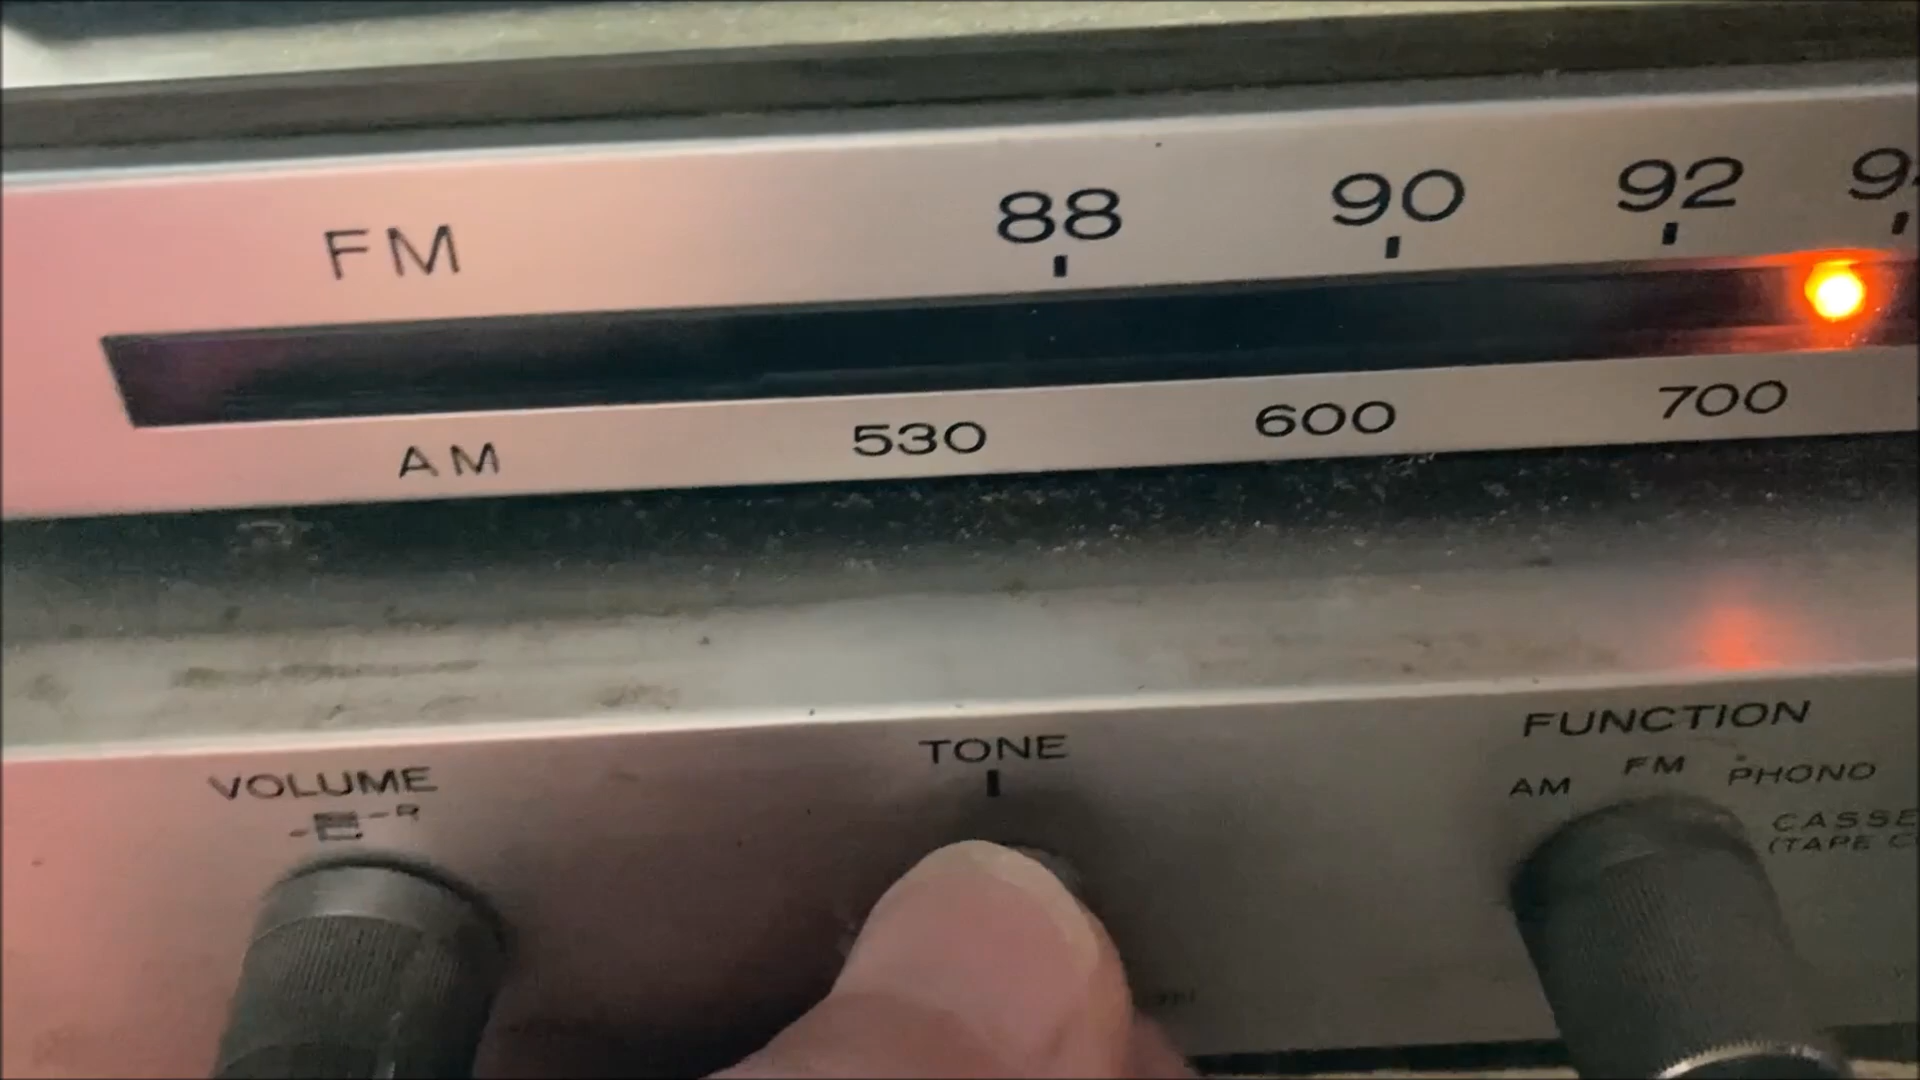 FM 88 90 92
AM 530 600 700
VOLUME TONE FUNCTION
AM FM PHONO